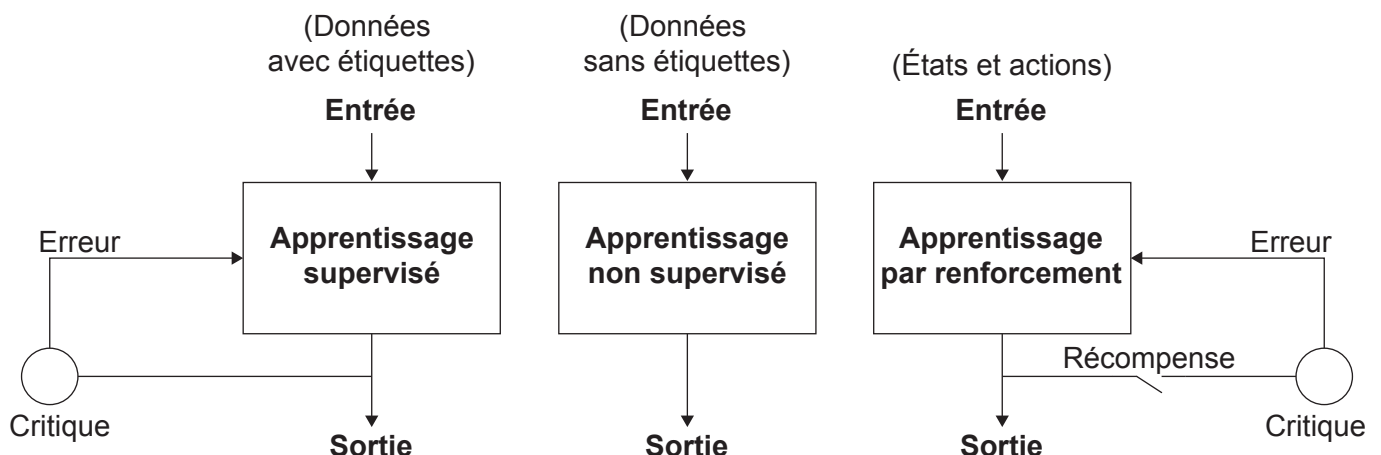 (Données
avec étiquettes)
Entrée
Apprentissage
supervisé
Erreur
Critique
Sortie
(Données
sans étiquettes)
Entrée
Apprentissage
non supervisé
Sortie
(États et actions)
Entrée
Apprentissage
par renforcement
Erreur
Récompense
Critique
Sortie